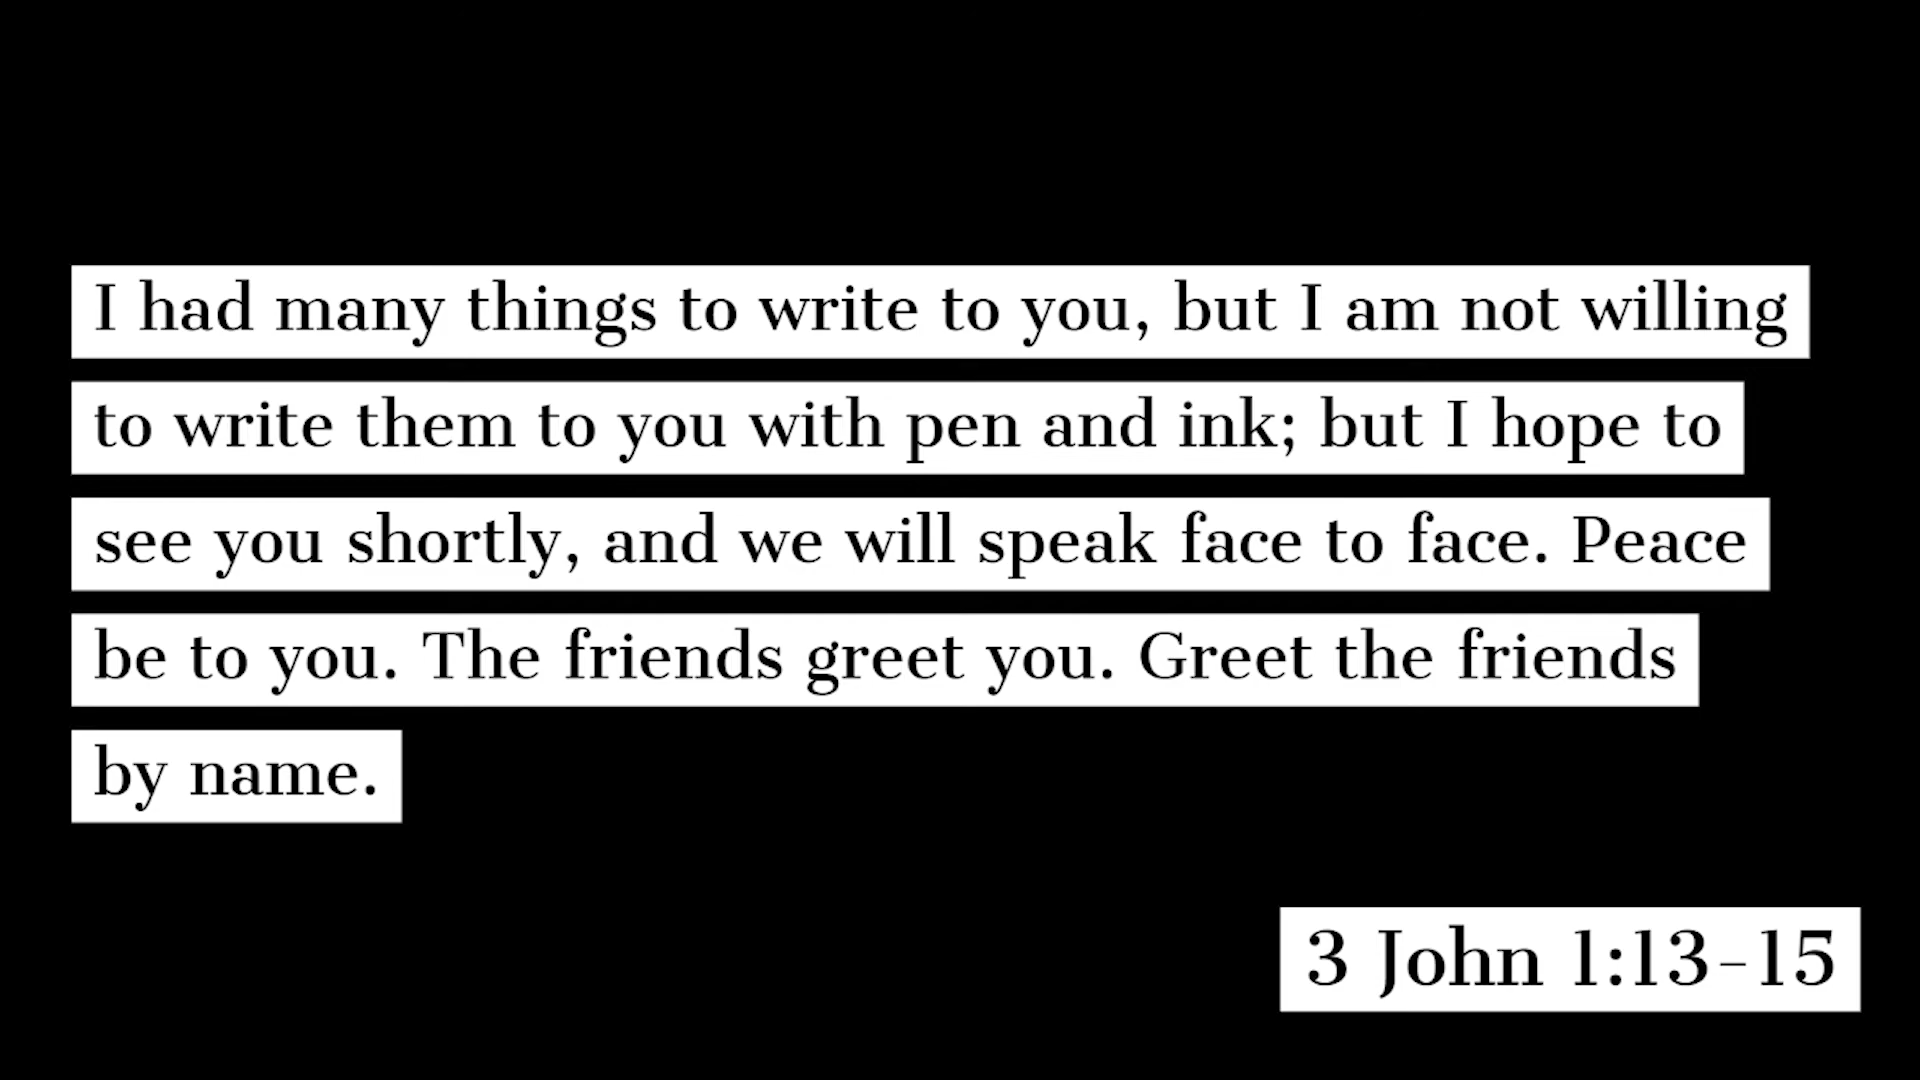 I had many things to write to you, but I am not willing
to write them to you with pen and ink; but I hope to
see you shortly, and we will speak face to face. Peace
be to you. The friends greet you. Greet the friends
by name.
3 John 1:13-15